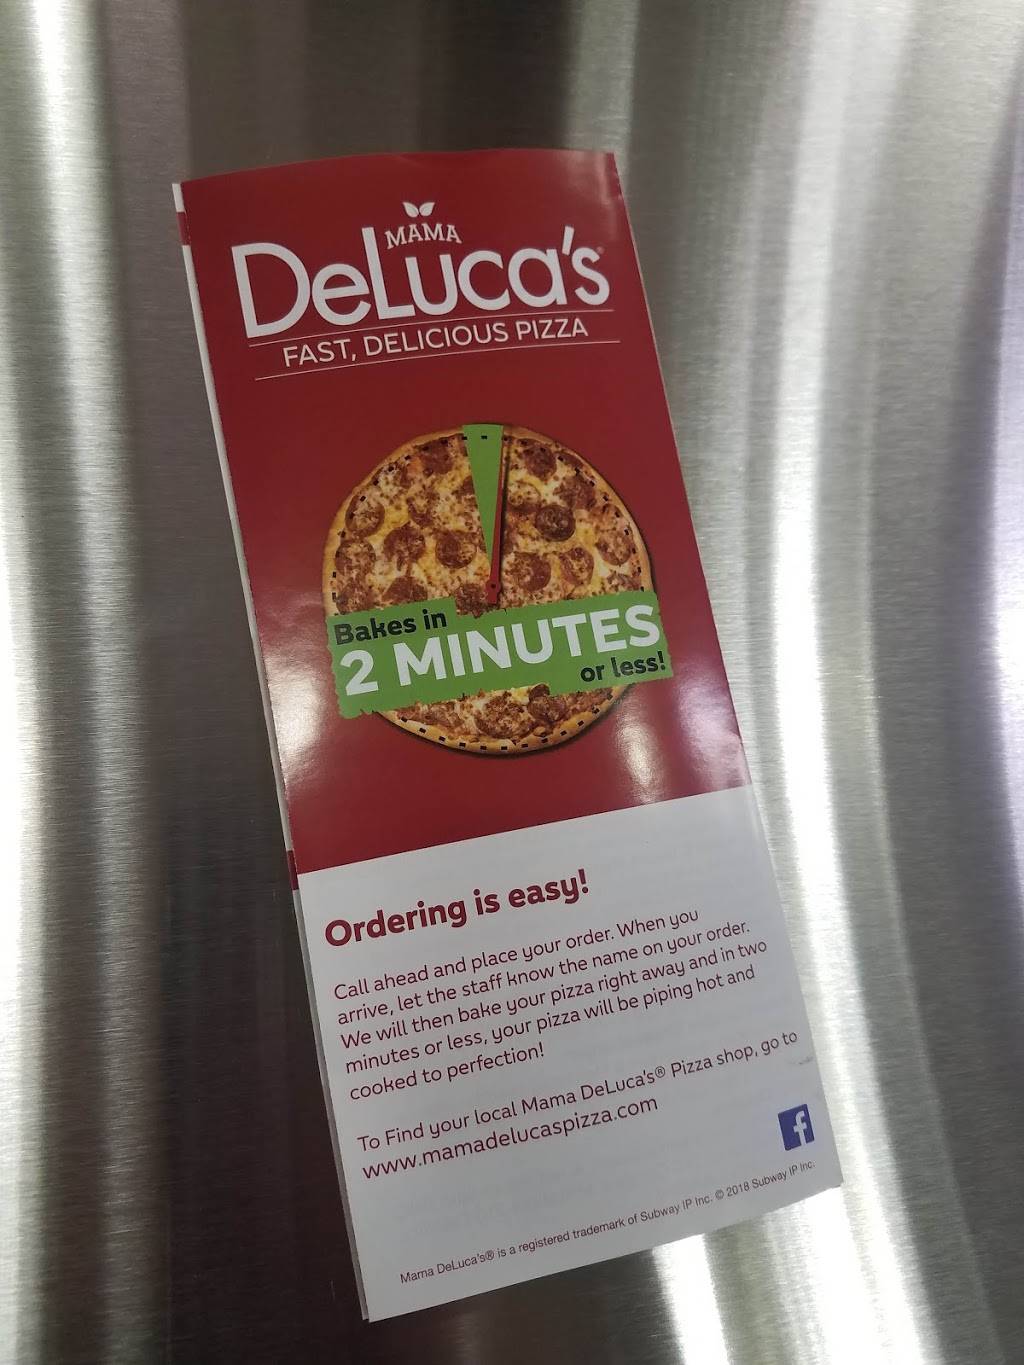 MAMA
DeLuca's®
FAST, DELICIOUS PIZZA
Bakes in
2 MINUTES
or less!
Ordering is easy!
Call ahead and place your order. When you
arrive, let the staff know the name on your order.
We will then bake your pizza right away and in two
minutes or less, your pizza will be piping hot and
cooked to perfection!
To Find your local Mama DeLuca's® Pizza shop, go to
www.mamadelucaspizza.com
f
Mama DeLuca's® is a registered trademark of Subway IP Inc. © 2018 Subway IP Inc.